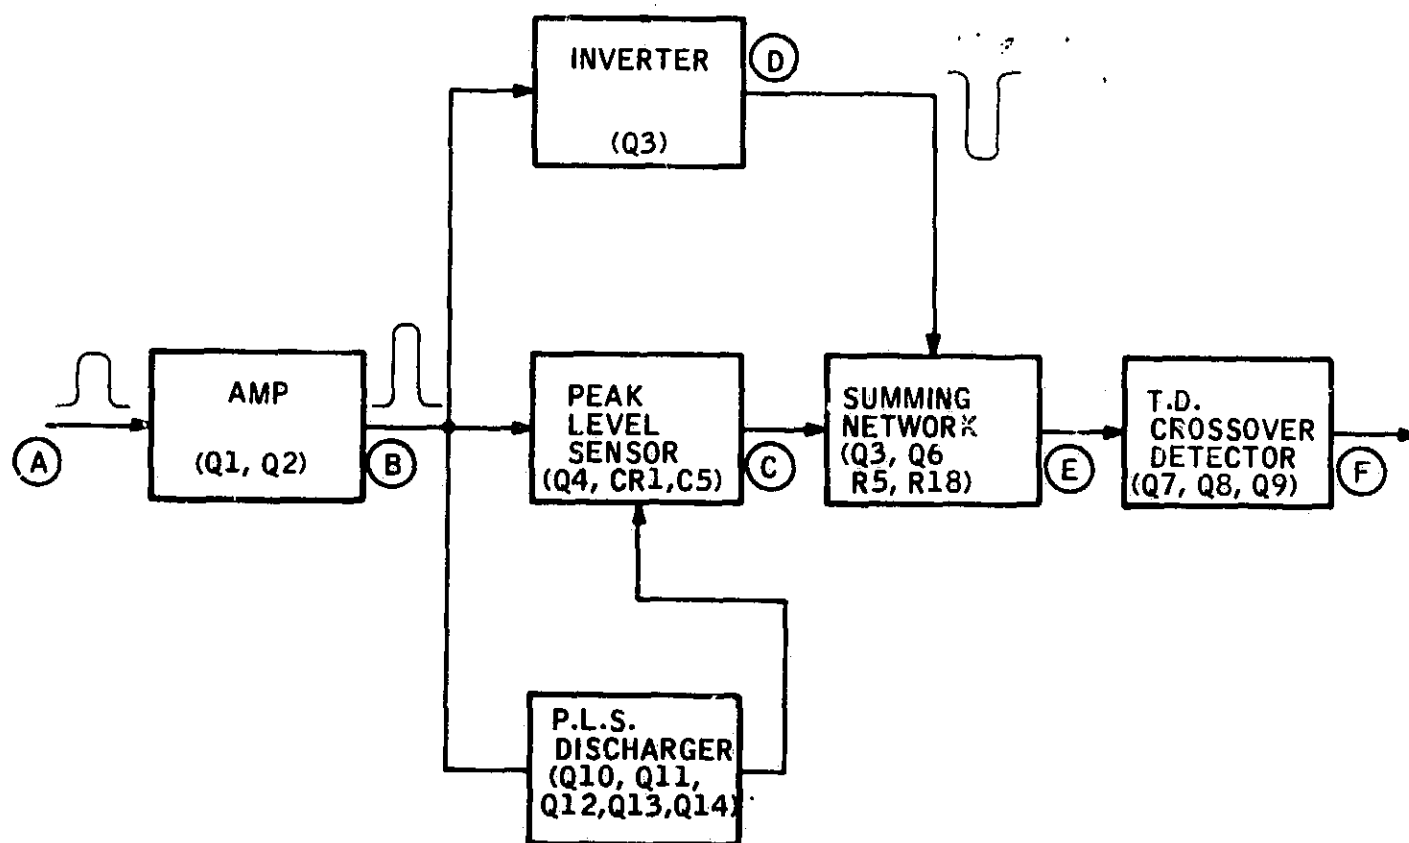 INVERTER
(Q3)
D
A
AMP
(Q1, Q2)
B
PEAK
LEVEL
SENSOR
(Q4, CR1,C5)
C
SUMMING
NETWORK
(Q3, Q6
R5, R18)
E
T.D.
CROSSOVER
DETECTOR
(Q7, Q8, Q9)
F
P.L.S.
DISCHARGER
(Q10, Q11,
Q12,Q13,Q14)